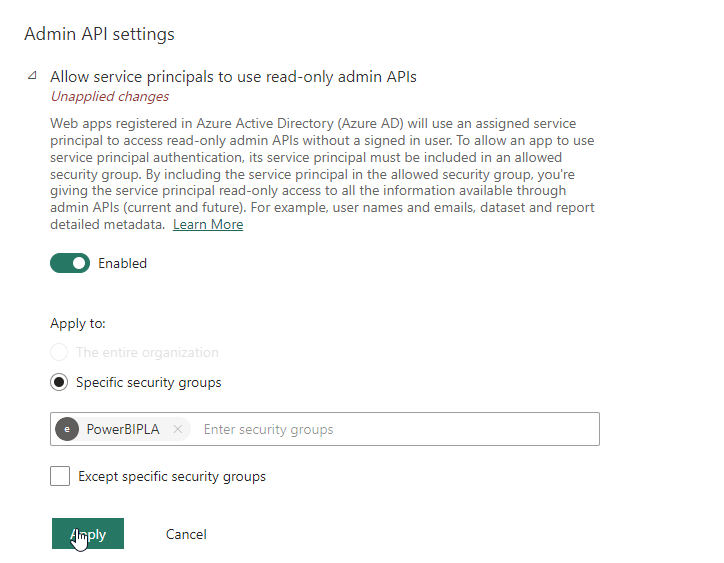 Admin API settings
Allow service principals to use read-only admin APIs
Unapplied changes
Web apps registered in Azure Active Directory (Azure AD) will use an assigned service
principal to access read-only admin APIs without a signed in user. To allow an app to use
service principal authentication, its service principal must be included in an allowed
security group. By including the service principal in the allowed security group, you're
giving the service principal read-only access to all the information available through
admin APIs (current and future). For example, user names and emails, dataset and report
detailed metadata. Learn More
Enabled
Apply to:
The entire organization
Specific security groups
e PowerBIPLA × Enter security groups
Except specific security groups
Apply Cancel